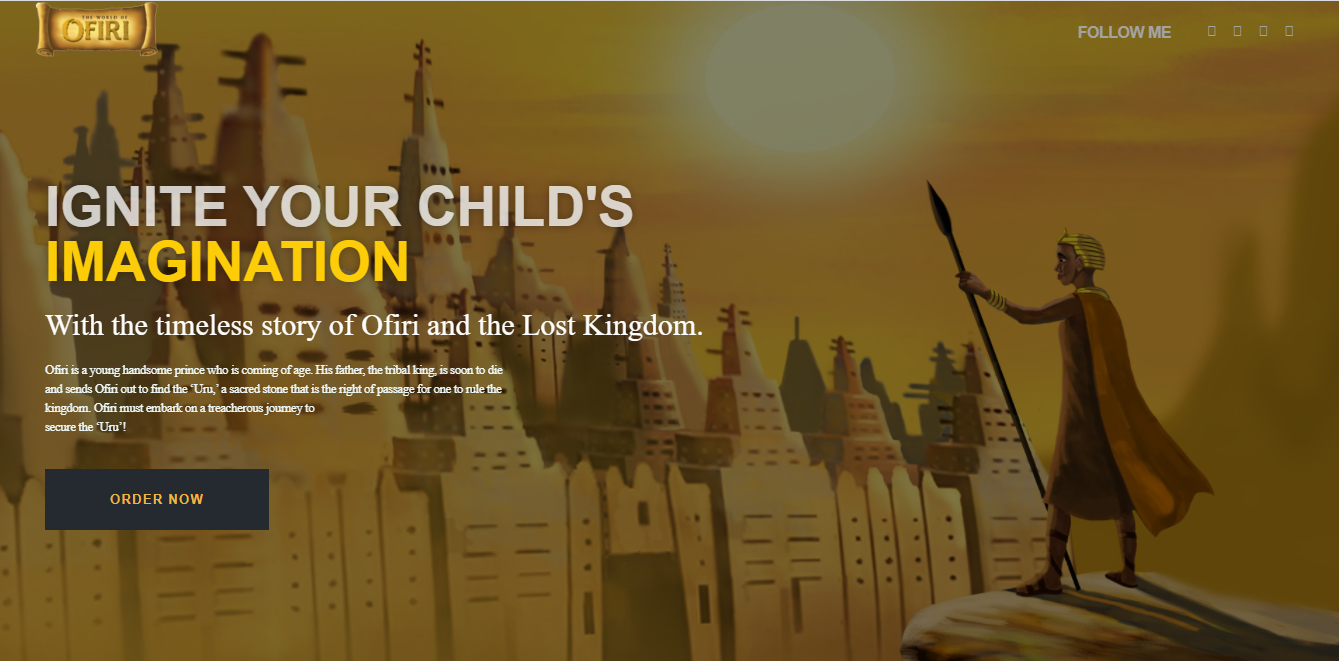 THE WORLD OF
OFIRI
FOLLOW ME
IGNITE YOUR CHILD'S
IMAGINATION
With the timeless story of Ofiri and the Lost Kingdom.
Ofiri is a young handsome prince who is coming of age. His father, the tribal king, is soon to die
and sends Ofiri out to find the ‘Uru,’ a sacred stone that is the right of passage for one to rule the
kingdom. Ofiri must embark on a treacherous journey to
secure the ‘Uru’!
ORDER NOW